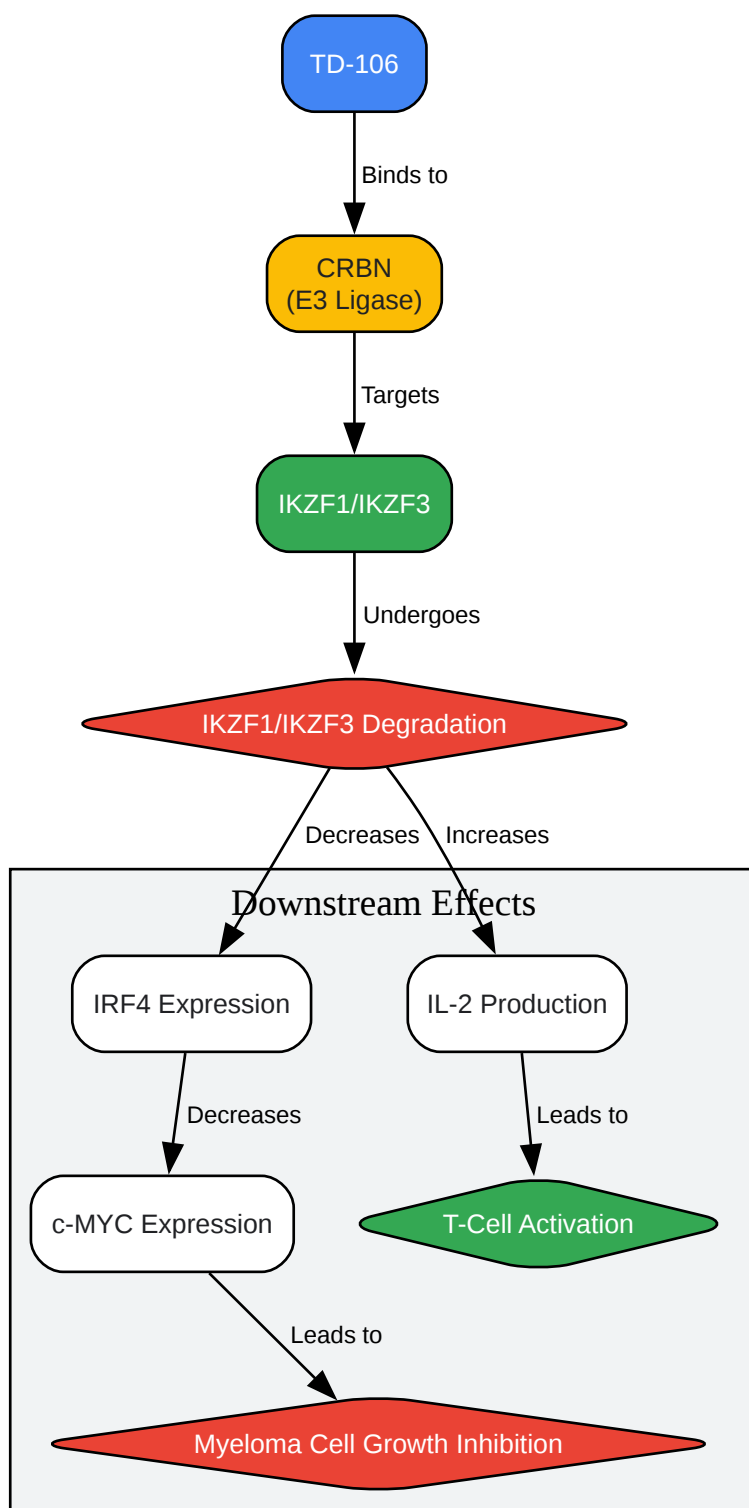 TD-106
Binds to
CRBN
(E3 Ligase)
Targets
IKZF1/IKZF3
Undergoes
IKZF1/IKZF3 Degradation
Decreases
Increases
Downstream Effects
IRF4 Expression
IL-2 Production
Decreases
Leads to
c-MYC Expression
T-Cell Activation
Leads to
Myeloma Cell Growth Inhibition